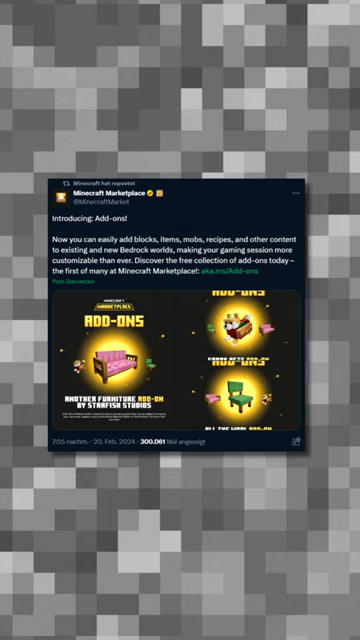 Minecraft hat repostet
Minecraft Marketplace
@MinecraftMarket
Introducing: Add-ons!
Now you can easily add blocks, items, mobs, recipes, and other content
to existing and new Bedrock worlds, making your gaming session more
customizable than ever. Discover the free collection of add-ons today –
the first of many at Minecraft Marketplace!: aka.ms/Add-ons
Post übersetzen
MINECRAFT
MARKETPLACE
ADD-ONS
ANOTHER FURNITURE ADD-ON
BY STARFISH STUDIOS
ADD-ONS
7:55 nachm. · 20. Feb. 2024 · 300.061 Mal angezeigt